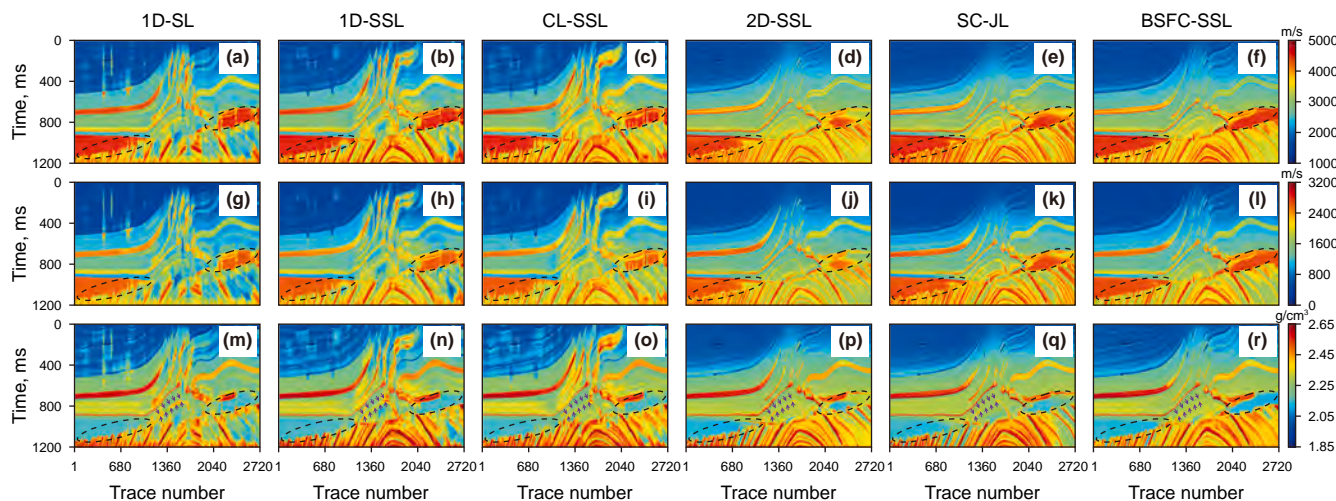 1D-SL 1D-SSL CL-SSL 2D-SSL SC-JL BSFC-SSL
m/s
0 (a) (b) (c) (d) (e) (f) 5000
400 4000
Time, ms
800 3000
2000
1200 1000
m/s
0 (g) (h) (i) (j) (k) (l) 3200
400 2400
Time, ms
1600
800 800
1200 0
g/cm³
0 (m) (n) (o) (p) (q) (r) 2.65
400 2.45
Time, ms
2.25
800 2.05
1200 1.85
1 680 1360 2040 2720 1 680 1360 2040 2720 1 680 1360 2040 2720 1 680 1360 2040 2720 1 680 1360 2040 2720 1 680 1360 2040 2720
Trace number Trace number Trace number Trace number Trace number Trace number